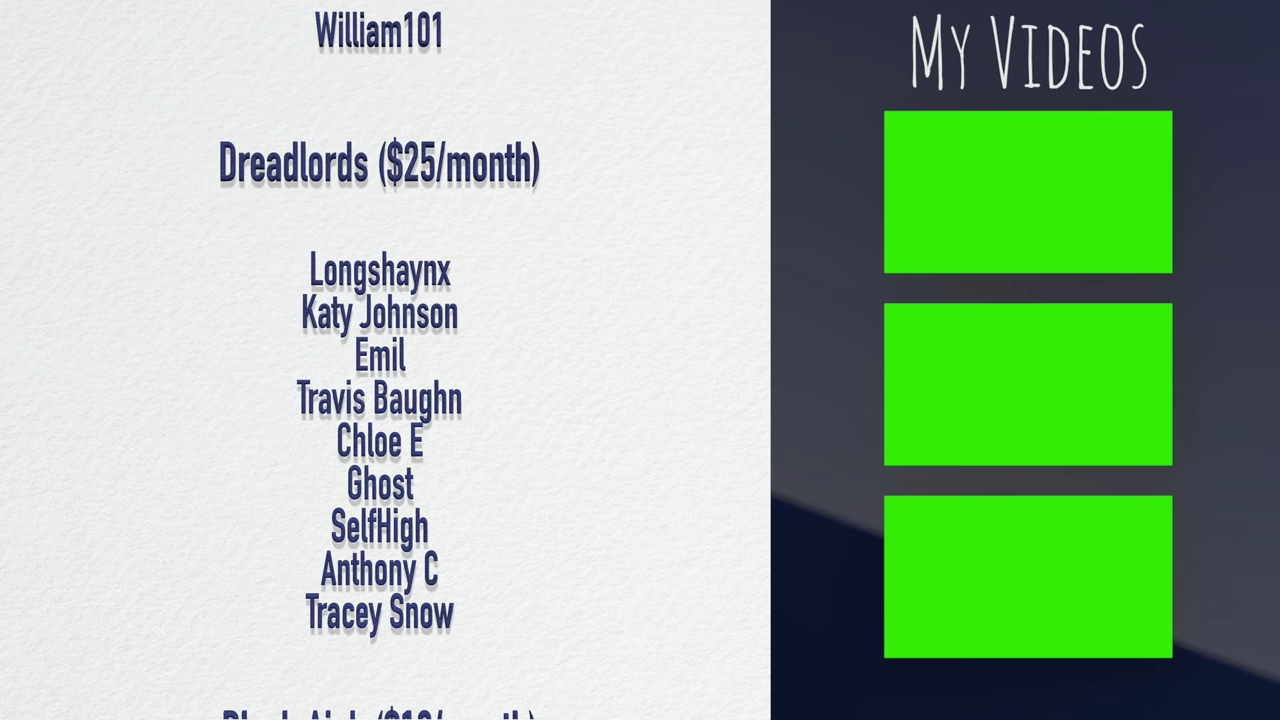 William101
Dreadlords ($25/month)
Longshaynx
Katy Johnson
Emil
Travis Baughn
Chloe E
Ghost
SelfHigh
Anthony C
Tracey Snow
My Videos